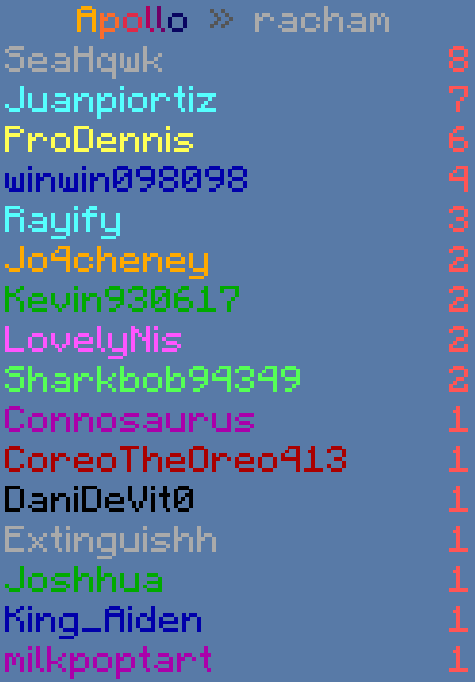 Apollo » racham
SeaHqwk 8
Juanpiortiz 7
ProDennis 6
winwin098098 4
Rayify 3
Jo4cheney 2
Kevin930617 2
LovelyNis 2
Sharkbob94349 2
Connosaurus 1
CoreoTheOreo413 1
DaniDeVit0 1
Extinguishh 1
Joshhua 1
King_Aiden 1
milkpoptart 1